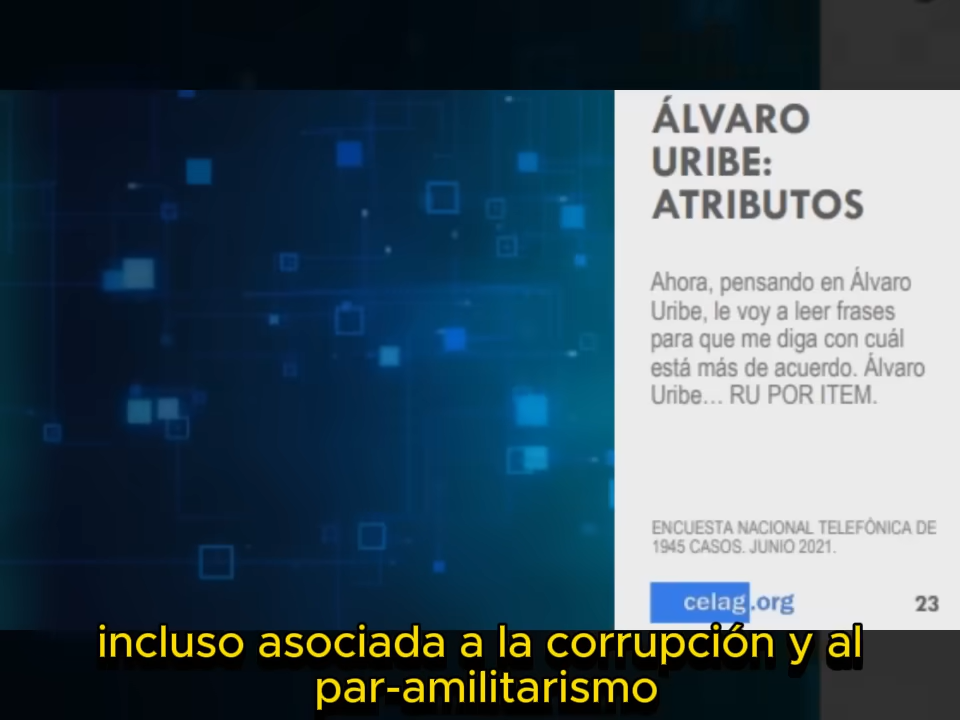 ÁLVARO
URIBE:
ATRIBUTOS
Ahora, pensando en Álvaro
Uribe, le voy a leer frases
para que me diga con cuál
está más de acuerdo. Álvaro
Uribe... RU POR ITEM.
ENCUESTA NACIONAL TELEFÓNICA DE
1945 CASOS. JUNIO 2021.
celag.org
23
incluso asociada a la corrupción y al
par-amilitarismo